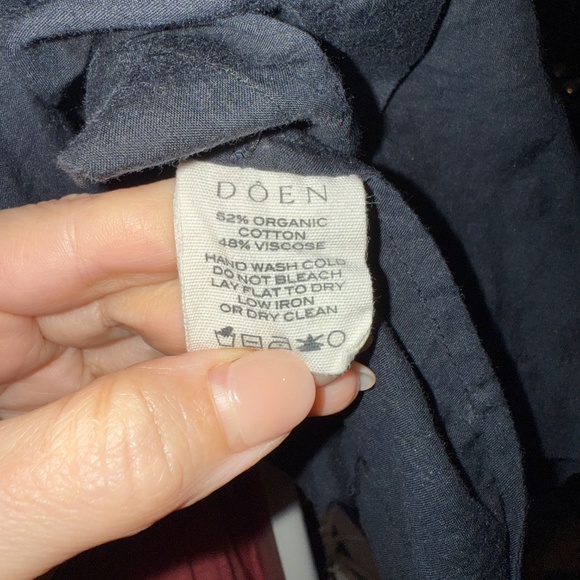 DÔEN
52% ORGANIC
COTTON
48% VISCOSE
HAND WASH COLD
DO NOT BLEACH
LAY FLAT TO DRY
LOW IRON
OR DRY CLEAN